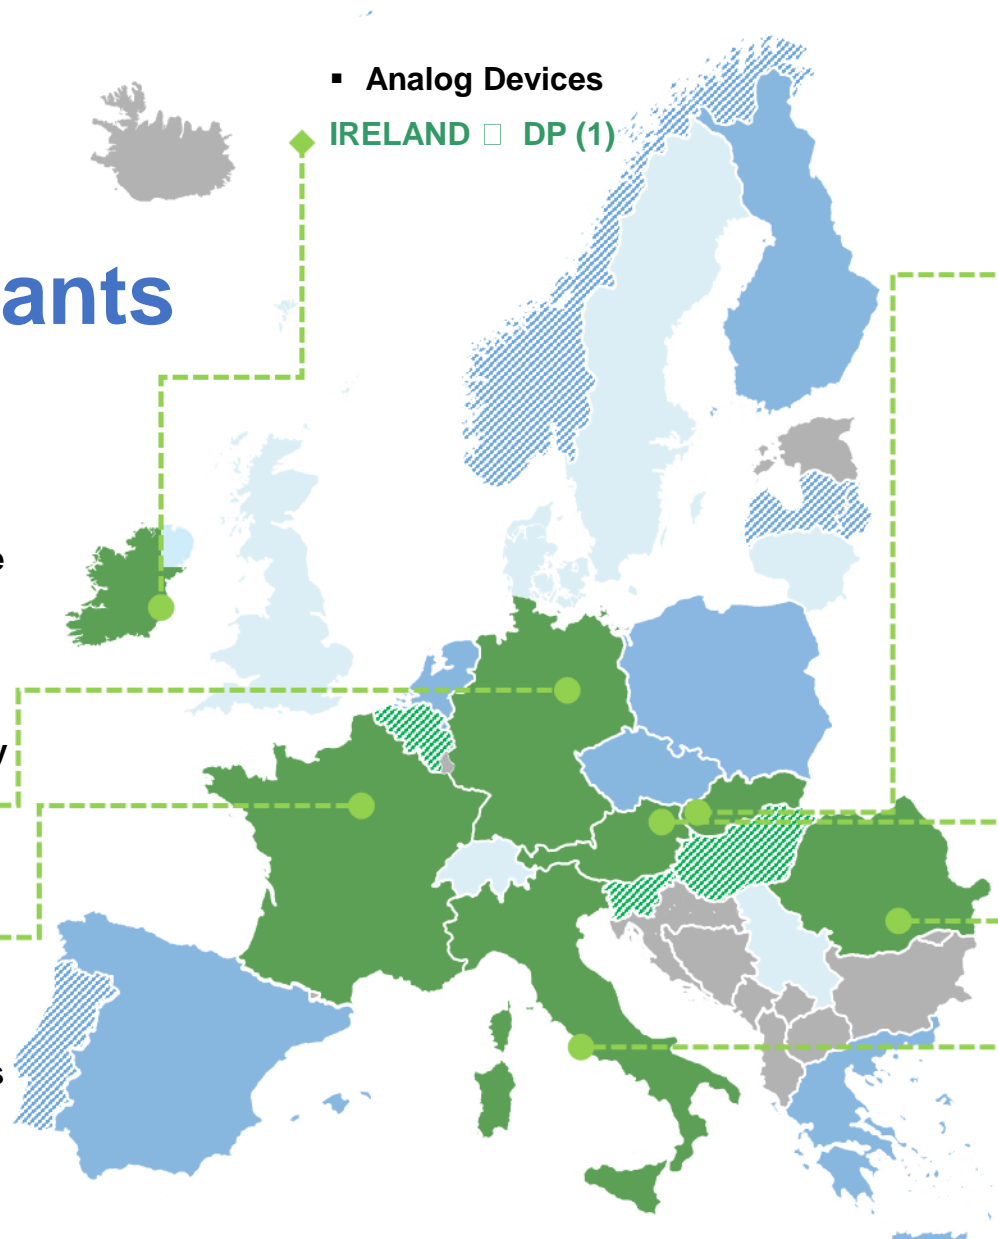 ▪ Analog Devices
IRELAND □ DP (1)
ants
e
y
s